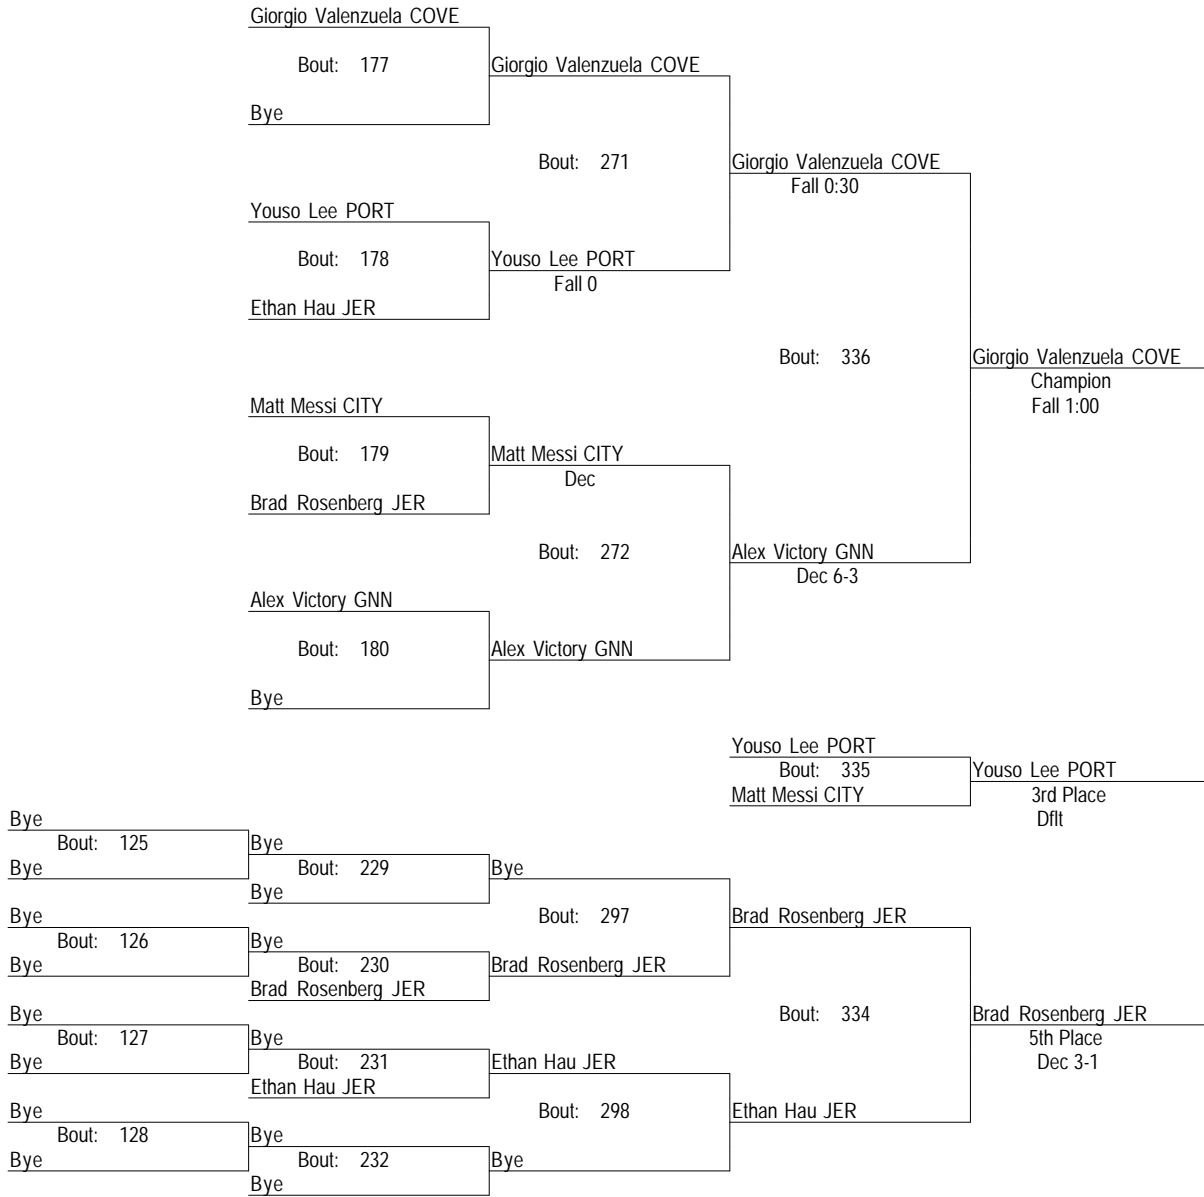 Giorgio Valenzuela COVE
Bout: 177
Giorgio Valenzuela COVE
Bye
Bout: 271
Giorgio Valenzuela COVE
Fall 0:30
Youso Lee PORT
Bout: 178
Youso Lee PORT
Fall 0
Ethan Hau JER
Bout: 336
Giorgio Valenzuela COVE
Champion
Fall 1:00
Matt Messi CITY
Bout: 179
Matt Messi CITY
Dec
Brad Rosenberg JER
Bout: 272
Alex Victory GNN
Dec 6-3
Alex Victory GNN
Bout: 180
Alex Victory GNN
Bye
Youso Lee PORT
Bout: 335
Youso Lee PORT
Matt Messi CITY
3rd Place
Dflt
Bye
Bout: 125
Bye
Bye
Bout: 229
Bye
Bye
Bye
Bout: 297
Brad Rosenberg JER
Bye
Bout: 126
Bye
Bye
Bout: 230
Brad Rosenberg JER
Brad Rosenberg JER
Bout: 334
Brad Rosenberg JER
5th Place
Dec 3-1
Bye
Bout: 127
Bye
Bye
Bout: 231
Ethan Hau JER
Ethan Hau JER
Bout: 298
Ethan Hau JER
Bye
Bout: 128
Bye
Bye
Bout: 232
Bye
Bye